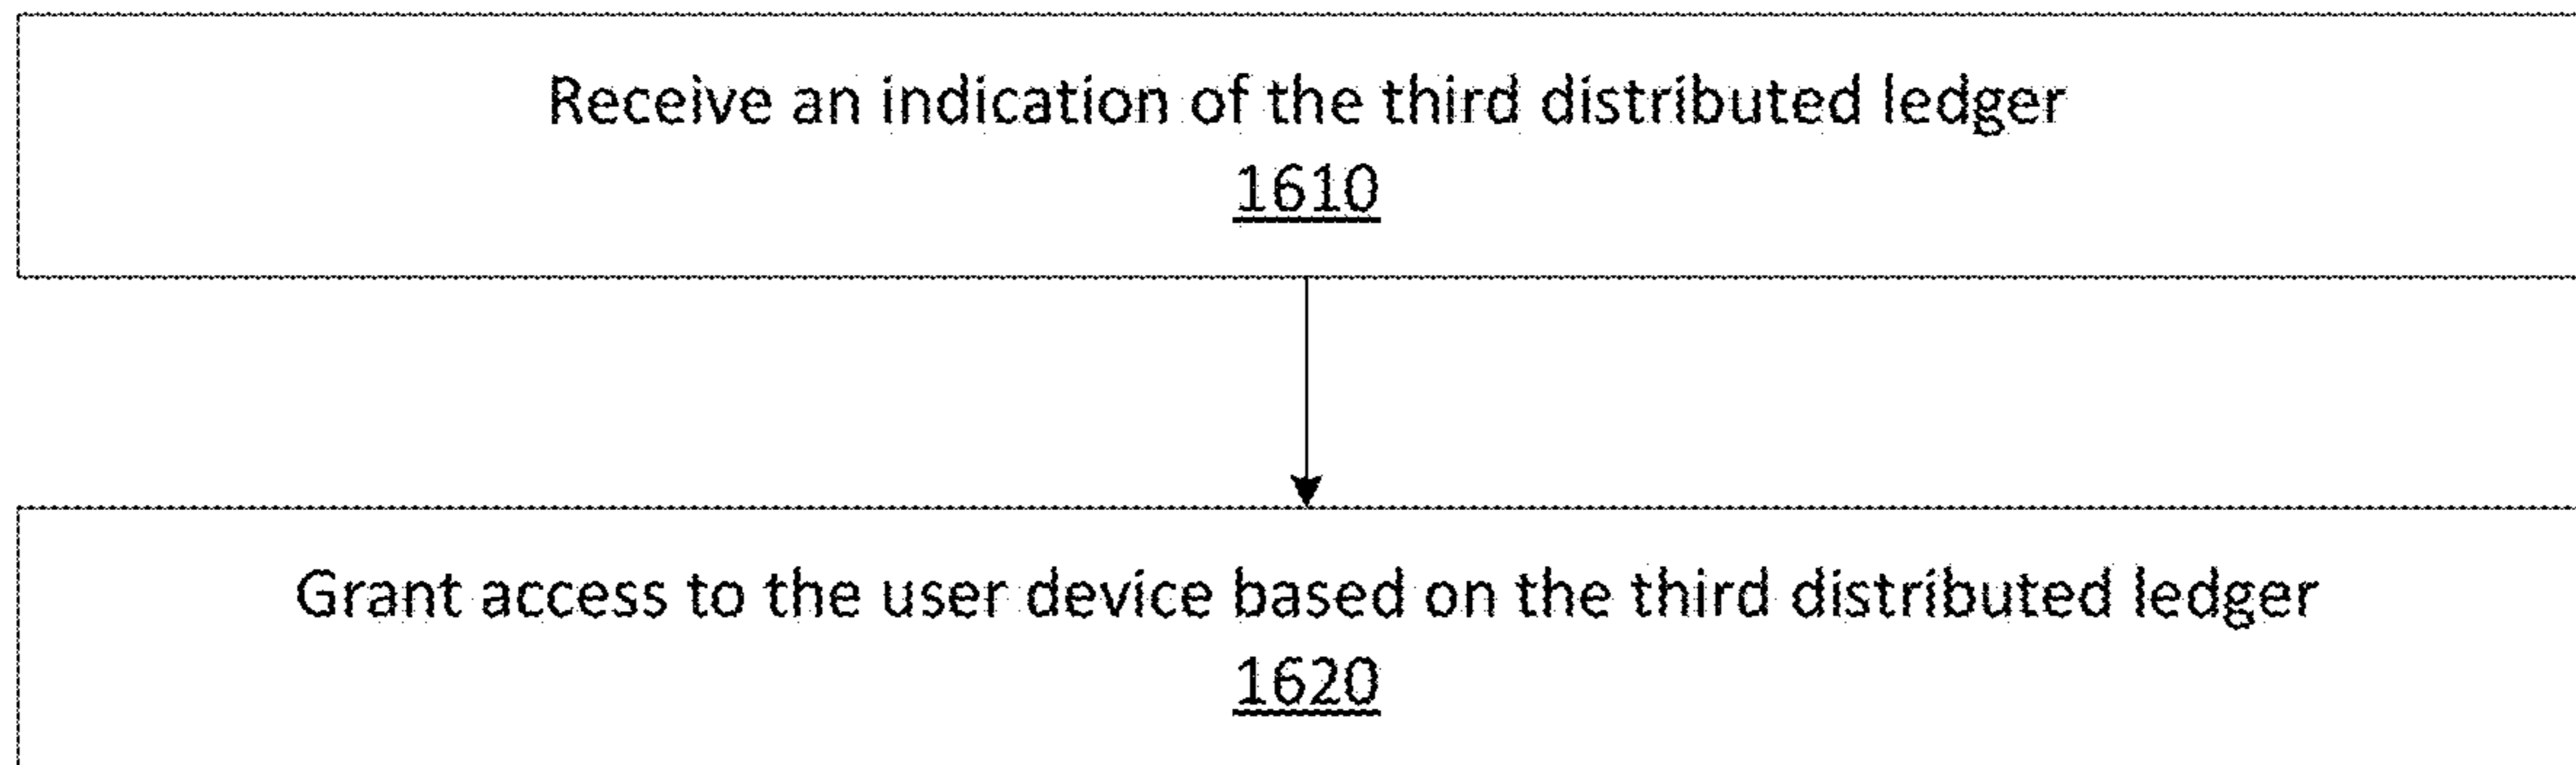 Receive an indication of the third distributed ledger
1610
Grant access to the user device based on the third distributed ledger
1620